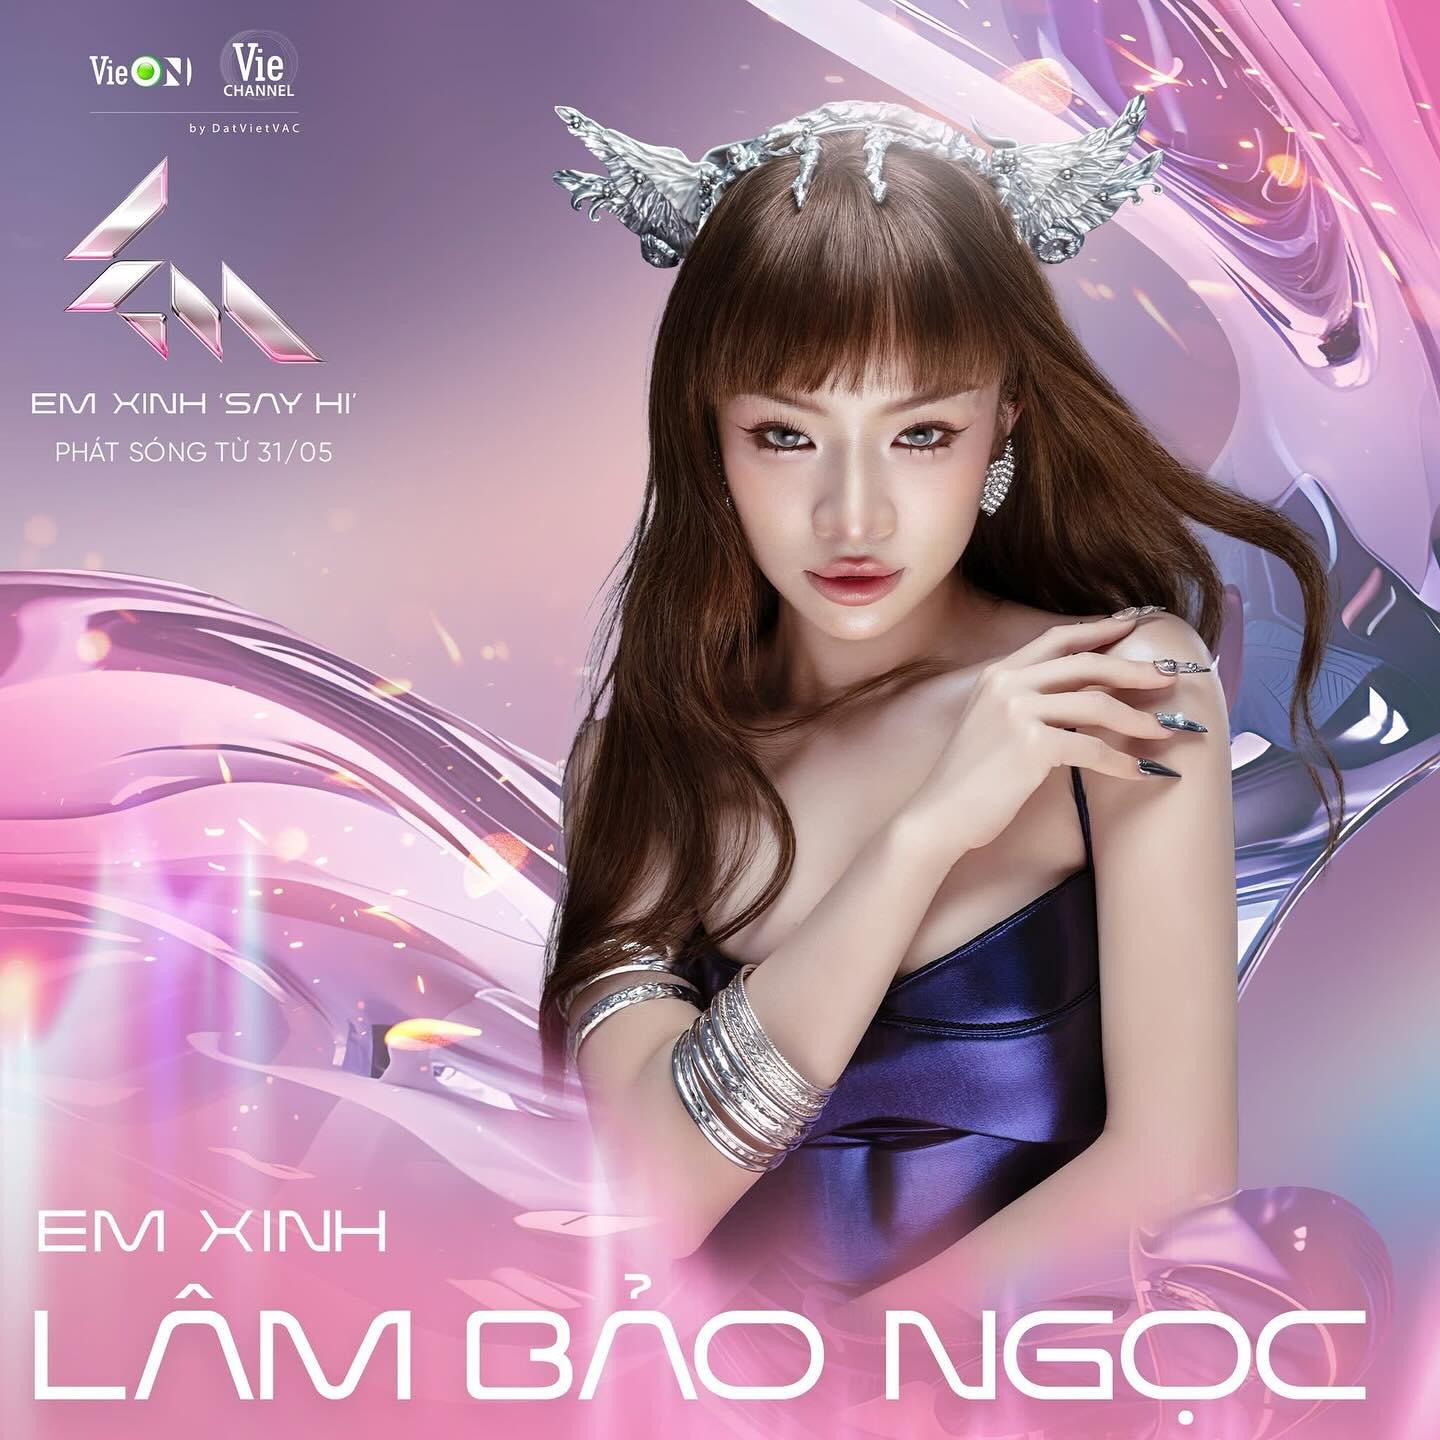 VieON
Vie
CHANNEL
by DatVietVAC
EM
EM XINH 'SAY HI'
PHÁT SÓNG TỪ 31/05
EM XINH
LÂM BẢO NGỌC